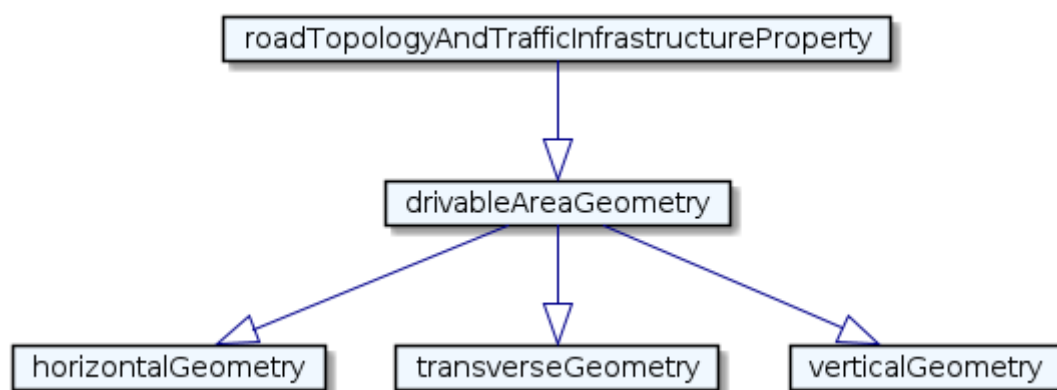 roadTopologyAndTrafficInfrastructureProperty
drivableAreaGeometry
horizontalGeometry
transverseGeometry
verticalGeometry